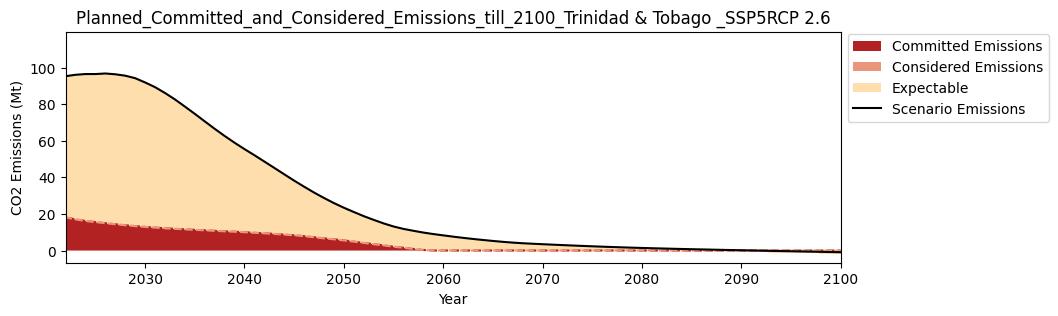 Planned_Committed_and_Considered_Emissions_till_2100_Trinidad & Tobago _SSP5RCP 2.6
Committed Emissions
Considered Emissions
Expectable
Scenario Emissions
CO2 Emissions (Mt)
100
80
60
40
20
0
2030 2040 2050 2060 2070 2080 2090 2100
Year